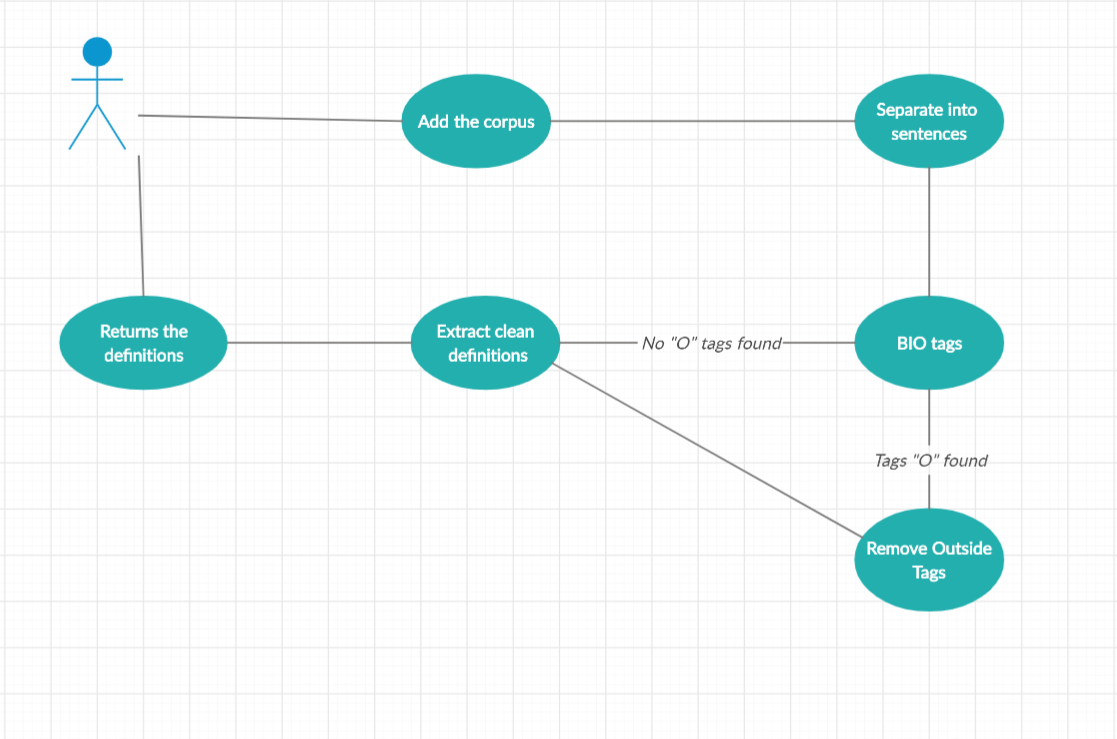 Add the corpus
Separate into
sentences
Returns the
definitions
Extract clean
definitions
No "O" tags found
BIO tags
Tags "O" found
Remove Outside
Tags